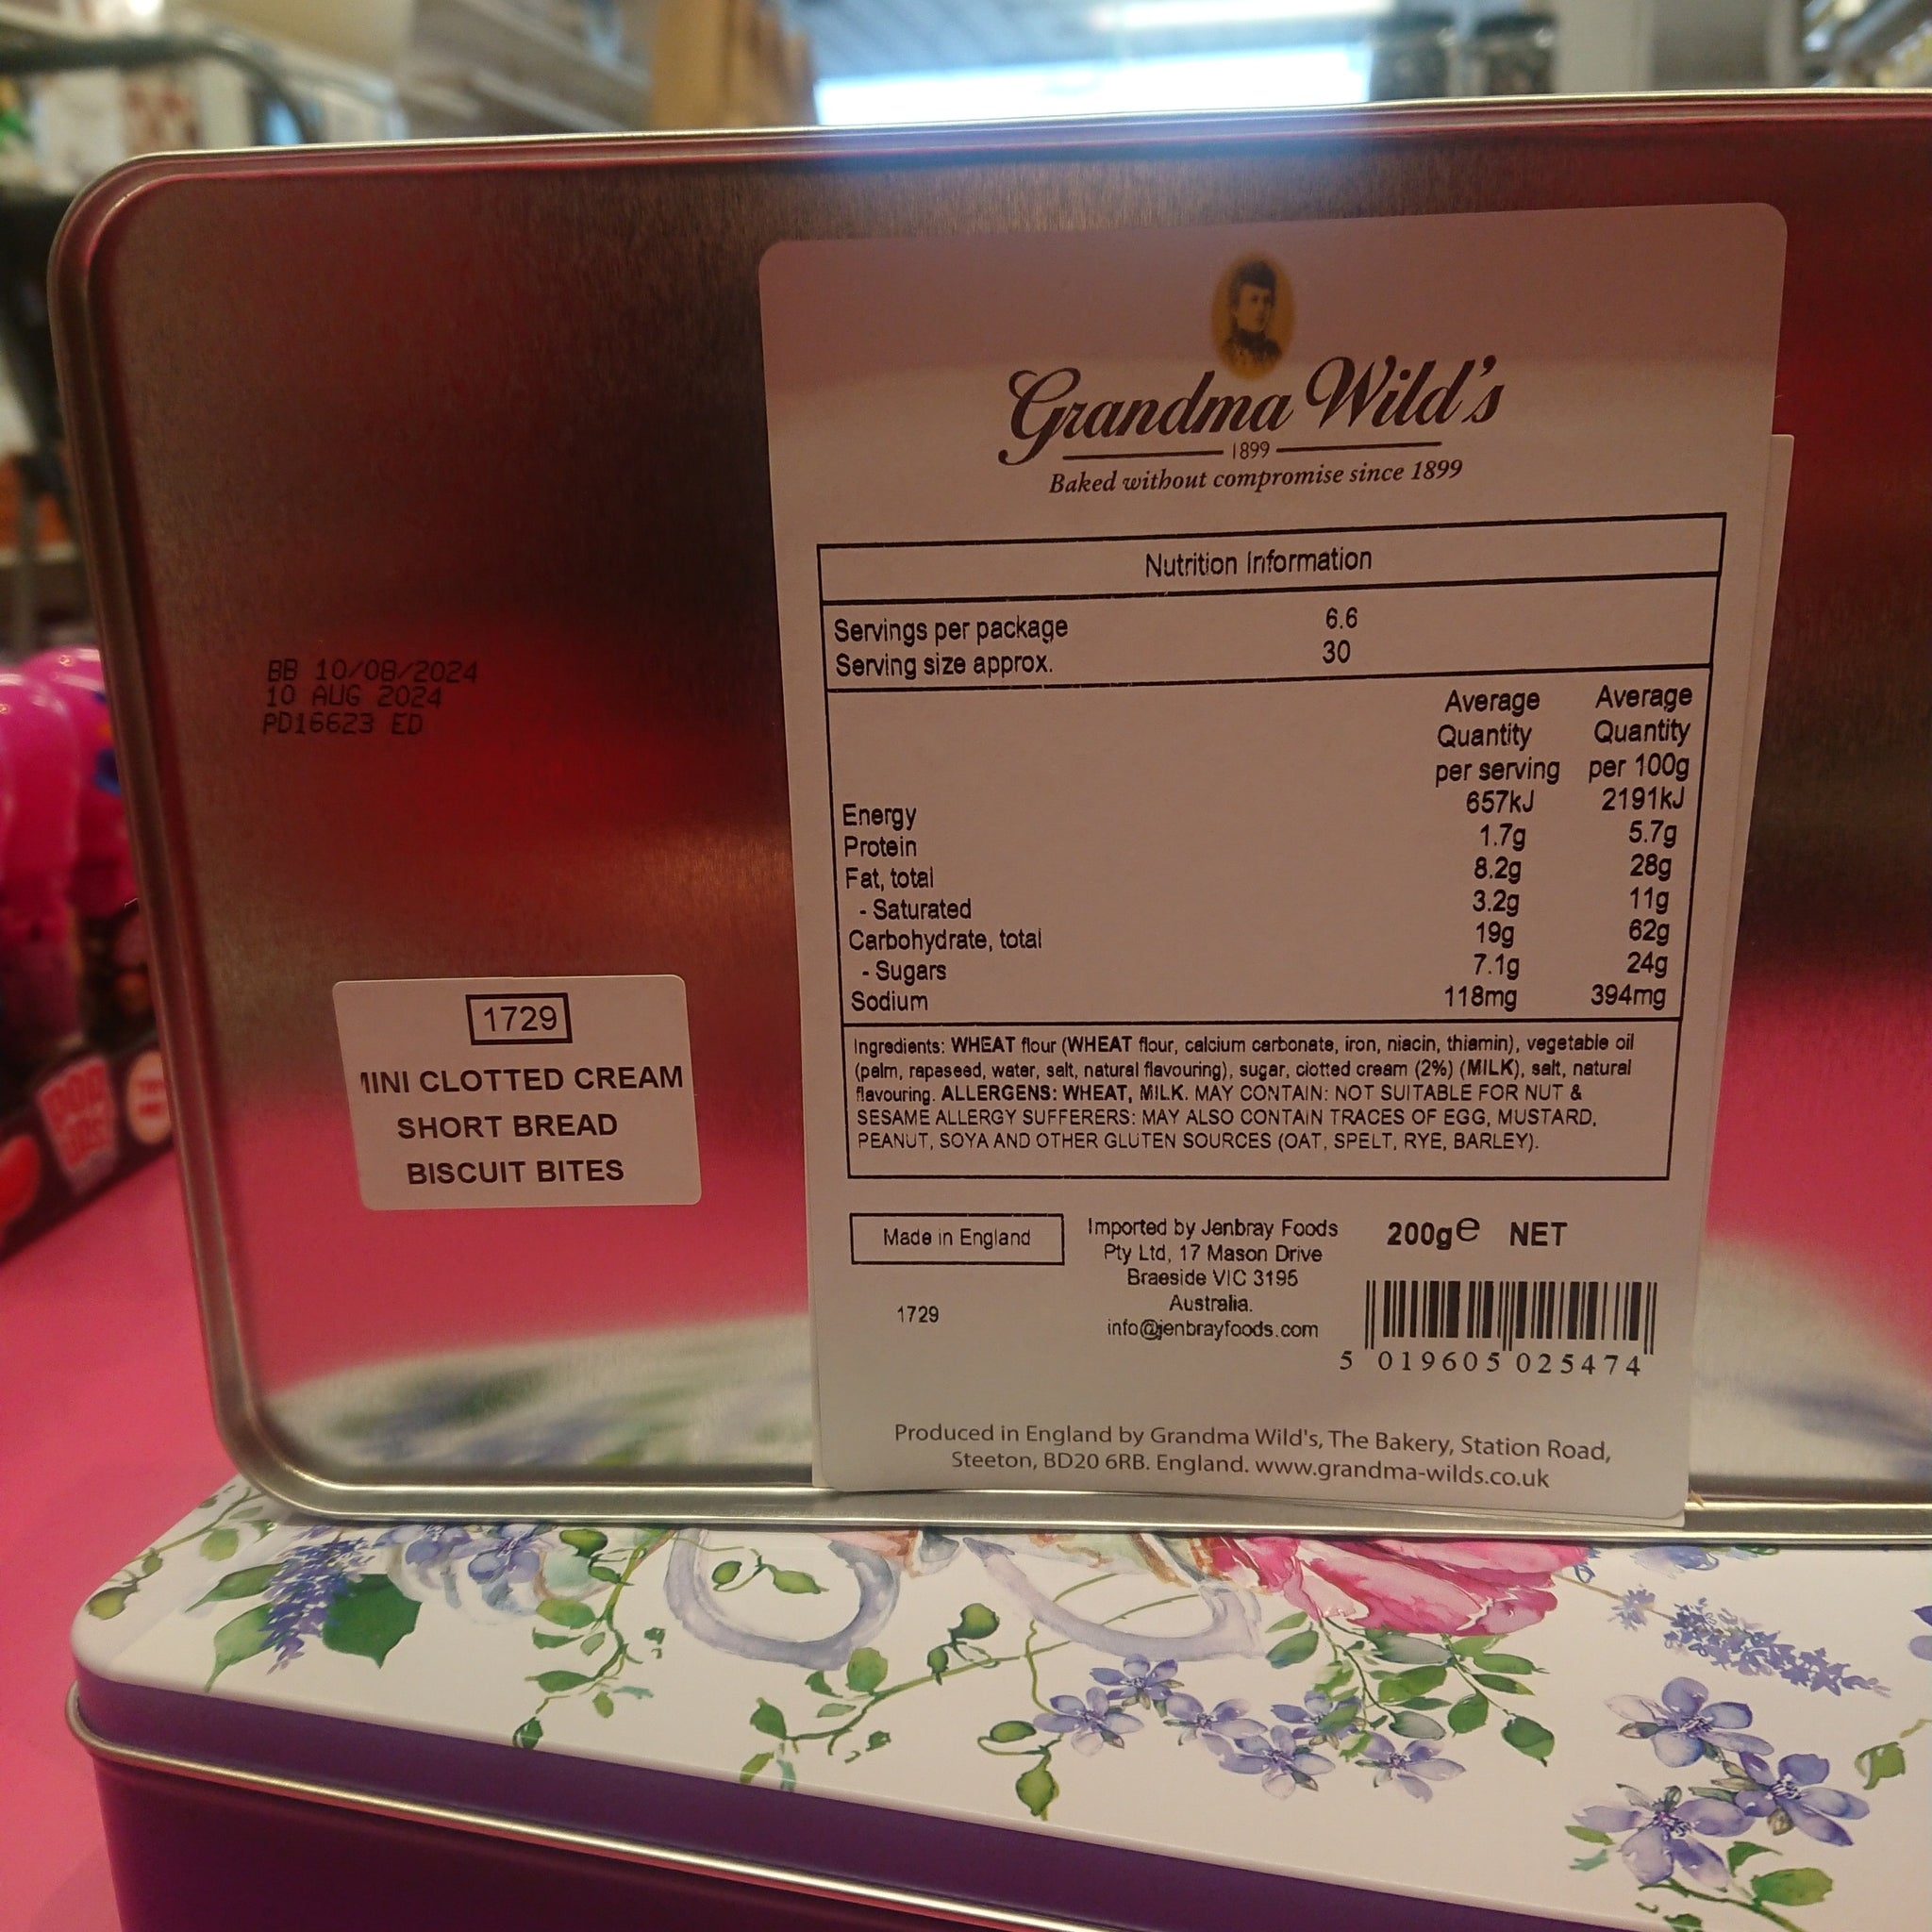 Grandma Wild's
1899
Baked without compromise since 1899
Nutrition Information
Servings per package 6.6
Serving size approx. 30
Average Average
Quantity Quantity
per serving per 100g
Energy 657kJ 2191kJ
Protein 1.7g 5.7g
Fat, total 8.2g 28g
- Saturated 3.2g 11g
Carbohydrate, total 19g 62g
- Sugars 7.1g 24g
Sodium 118mg 394mg
Ingredients: WHEAT flour (WHEAT flour, calcium carbonate, iron, niacin, thiamin), vegetable oil
(palm, rapaseed, water, salt, natural flavouring), sugar, clotted cream (2%) (MILK), salt, natural
flavouring. ALLERGENS: WHEAT, MILK. MAY CONTAIN: NOT SUITABLE FOR NUT &
SESAME ALLERGY SUFFERERS: MAY ALSO CONTAIN TRACES OF EGG, MUSTARD,
PEANUT, SOYA AND OTHER GLUTEN SOURCES (OAT, SPELT, RYE, BARLEY).
Made in England
1729
Imported by Jenbray Foods
Pty Ltd, 17 Mason Drive
Braeside VIC 3195
Australia.
info@jenbrayfoods.com
200g℮ NET
5 019605 025474
Produced in England by Grandma Wild's, The Bakery, Station Road,
Steeton, BD20 6RB. England. www.grandma-wilds.co.uk
BB 10/08/2024
10 AUG 2024
PD16623 ED
1729
MINI CLOTTED CREAM
SHORT BREAD
BISCUIT BITES